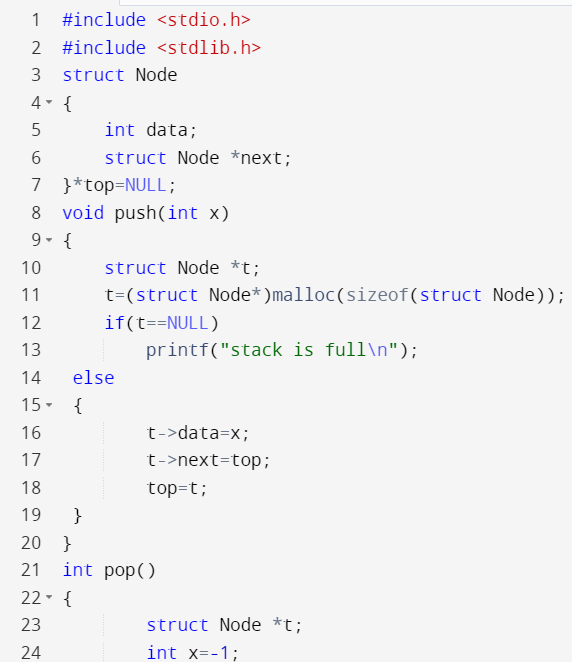 1 #include <stdio.h>
2 #include <stdlib.h>
3 struct Node
4 {
5     int data;
6     struct Node *next;
7 }*top=NULL;
8 void push(int x)
9 {
10     struct Node *t;
11     t=(struct Node*)malloc(sizeof(struct Node));
12     if(t==NULL)
13         printf("stack is full\n");
14  else
15  {
16         t->data=x;
17         t->next=top;
18         top=t;
19  }
20 }
21 int pop()
22 {
23         struct Node *t;
24         int x=-1;